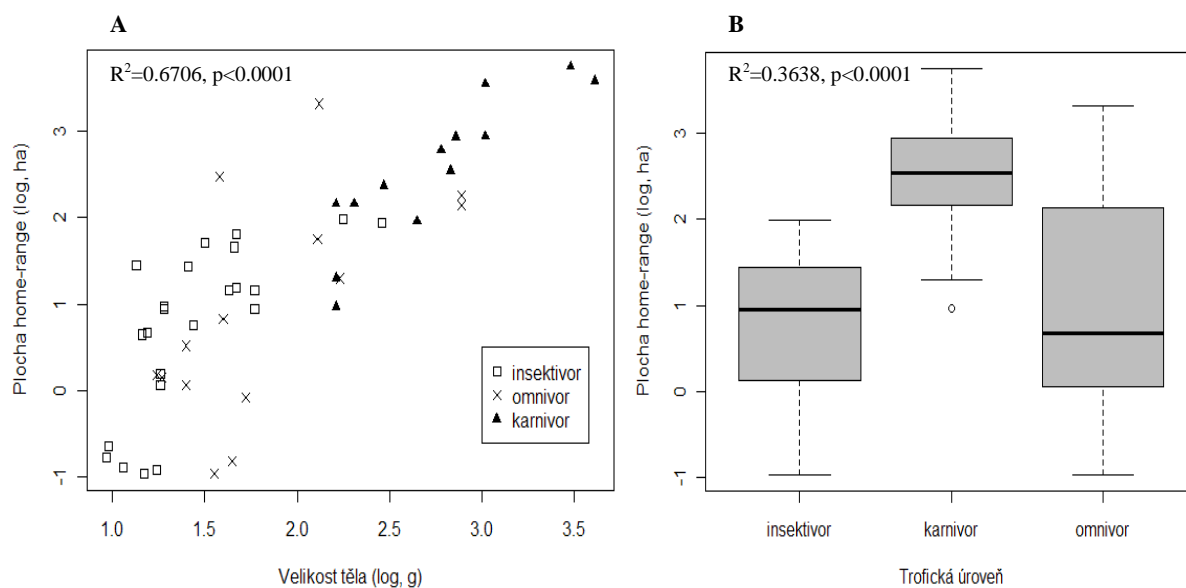 A
R²=0.6706, p<0.0001
Plocha home-range (log, ha)
3
2
1
0
-1
insektivor
omnivor
karnivor
1.0 1.5 2.0 2.5 3.0 3.5
Velikost těla (log, g)
B
R²=0.3638, p<0.0001
Plocha home-range (log, ha)
3
2
1
0
-1
insektivor karnivor omnivor
Trofická úroveň